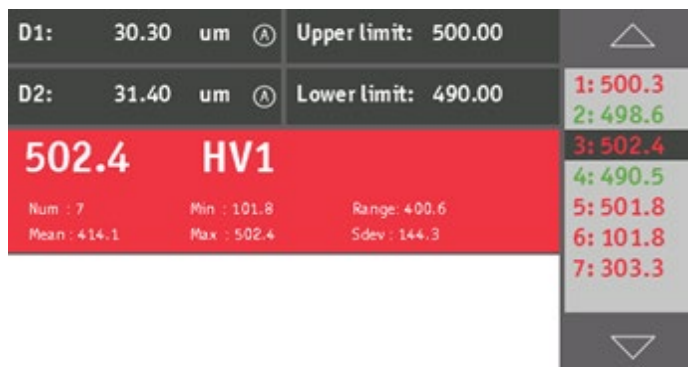 D1: 30.30 um Ⓐ Upper limit: 500.00
D2: 31.40 um Ⓐ Lower limit: 490.00
502.4 HV1
Num : 7 Min : 101.8 Range: 400.6
Mean : 414.1 Max : 502.4 Sdev : 144.3
1: 500.3
2: 498.6
3: 502.4
4: 490.5
5: 501.8
6: 101.8
7: 303.3